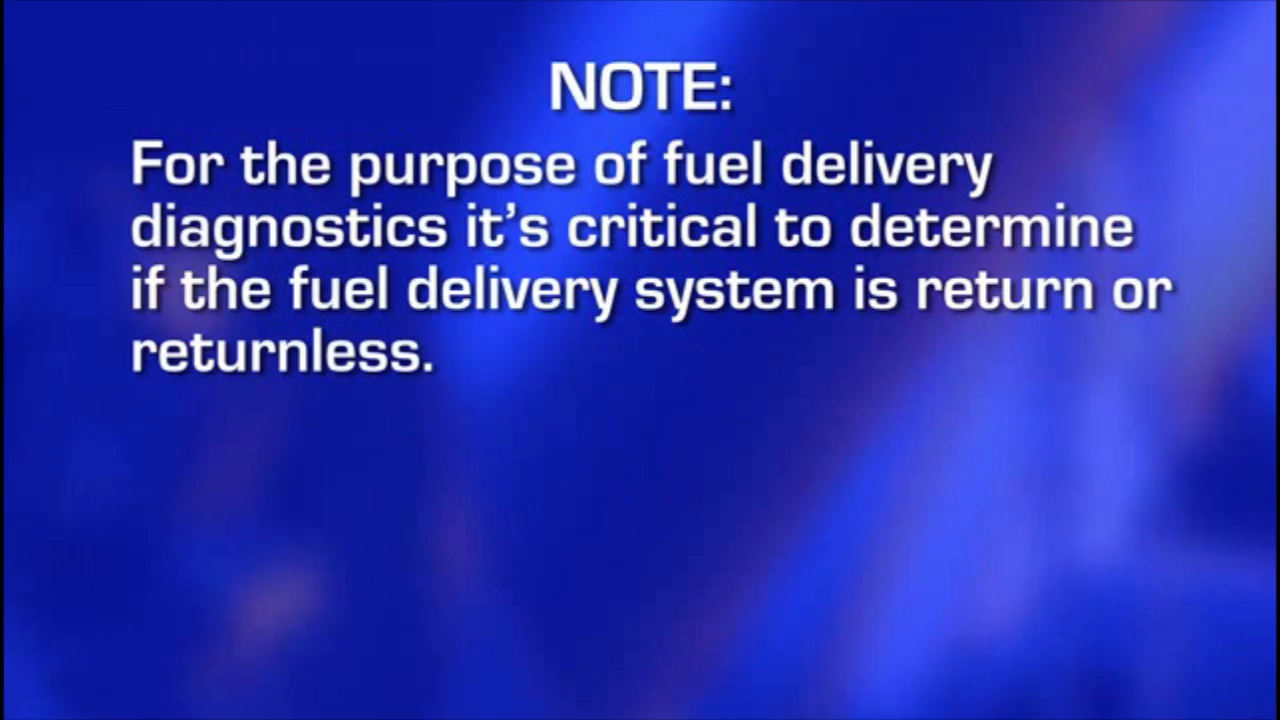 NOTE:
For the purpose of fuel delivery
diagnostics it’s critical to determine
if the fuel delivery system is return or
returnless.